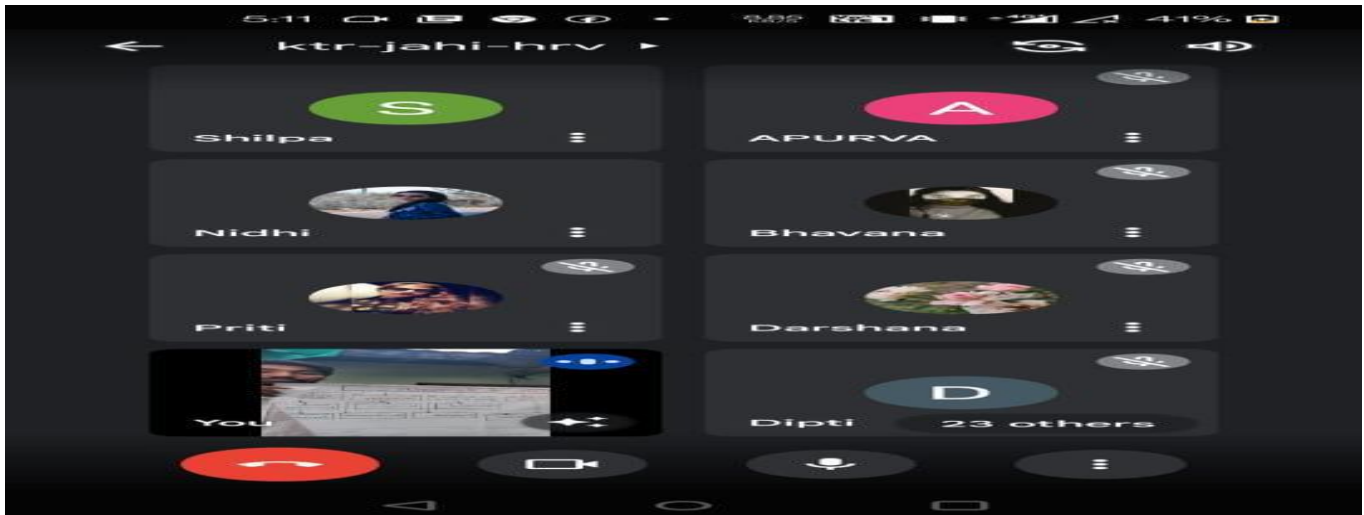 5:11 41%
ktr-jahi-hrv
S A
Shilpa APURVA
Nidhi Bhavana
Priti Darshana
D
You Dipti 23 others